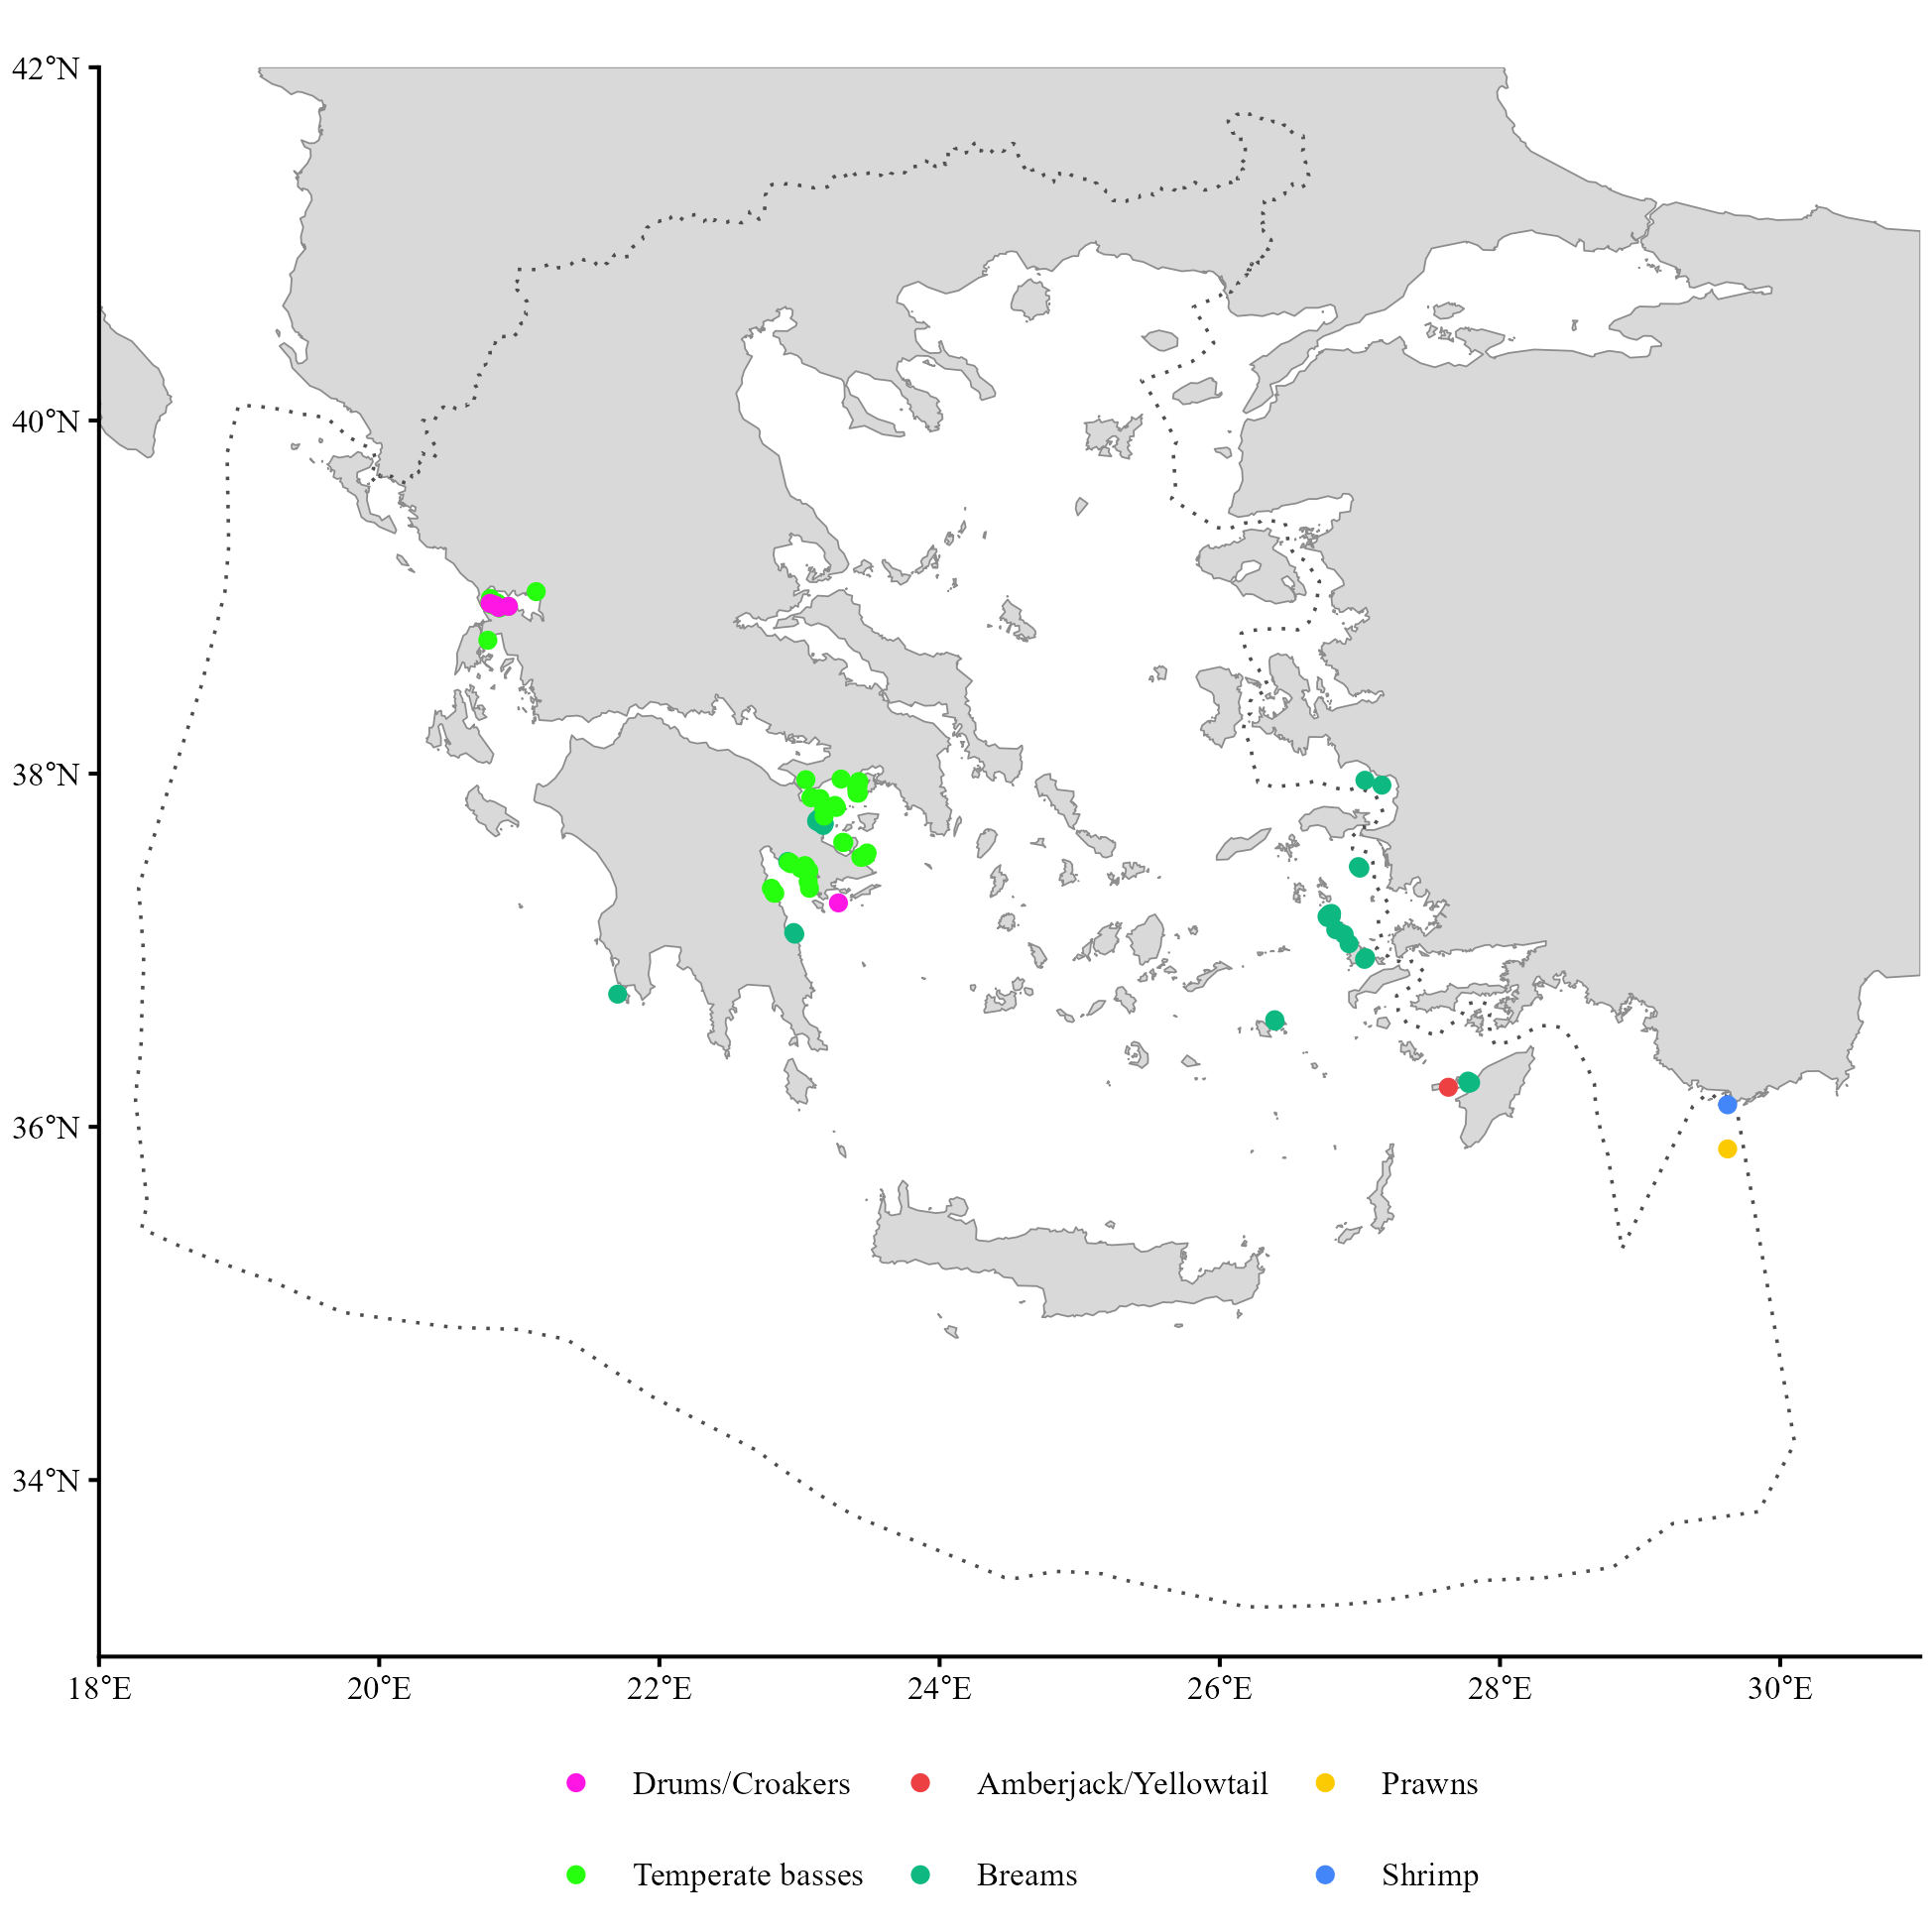 42°N
40°N
38°N
36°N
34°N
18°E 20°E 22°E 24°E 26°E 28°E 30°E
Drums/Croakers Amberjack/Yellowtail Prawns
Temperate basses Breams Shrimp